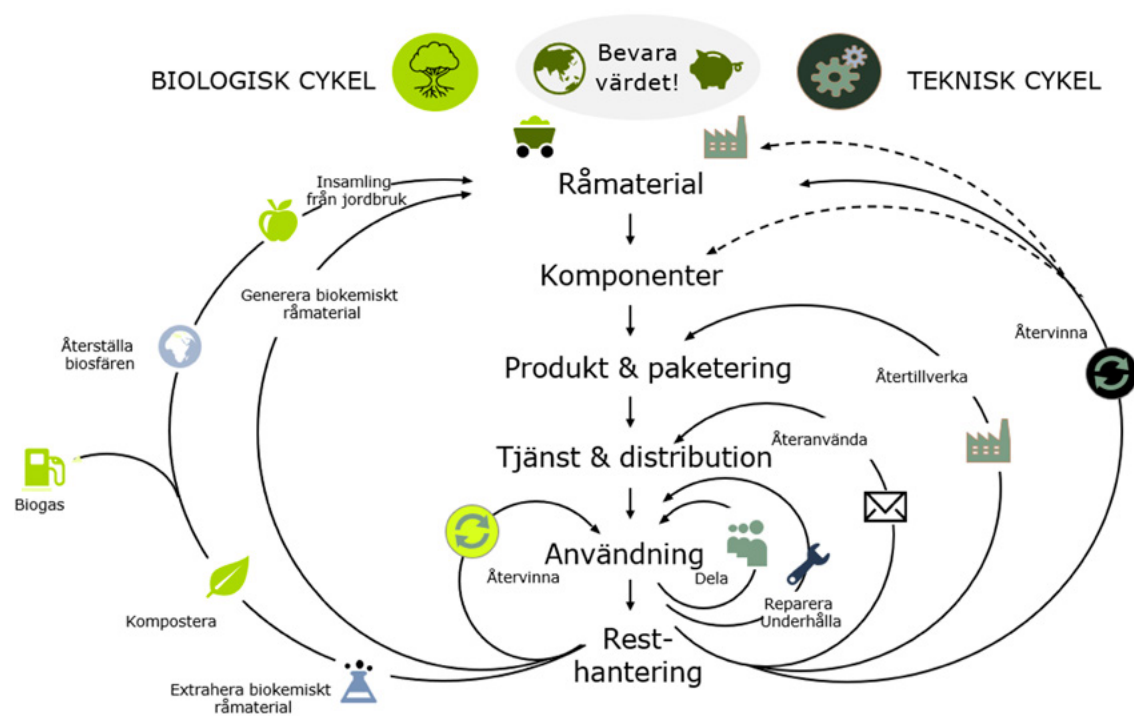 BIOLOGISK CYKEL
Bevara
värdet!
TEKNISK CYKEL
Insamling
från jordbruk
Råmaterial
Komponenter
Generera biokemiskt
råmaterial
Återställa
biosfären
Återvinna
Produkt & paketering
Återtillverka
Återanvända
Tjänst & distribution
Biogas
Användning
Återvinna
Dela
Reparera
Underhålla
Kompostera
Rest-
hantering
Extrahera biokemiskt
råmaterial